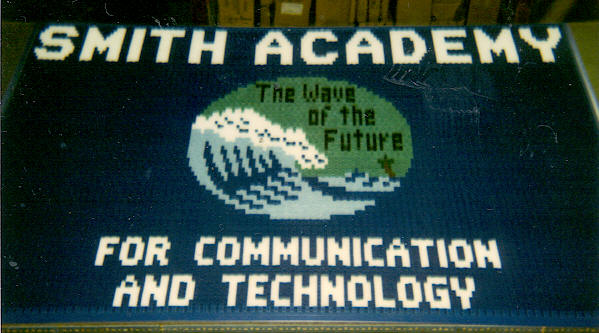 SMITH ACADEMY
The Wave
of the
Future
FOR COMMUNICATION
AND TECHNOLOGY